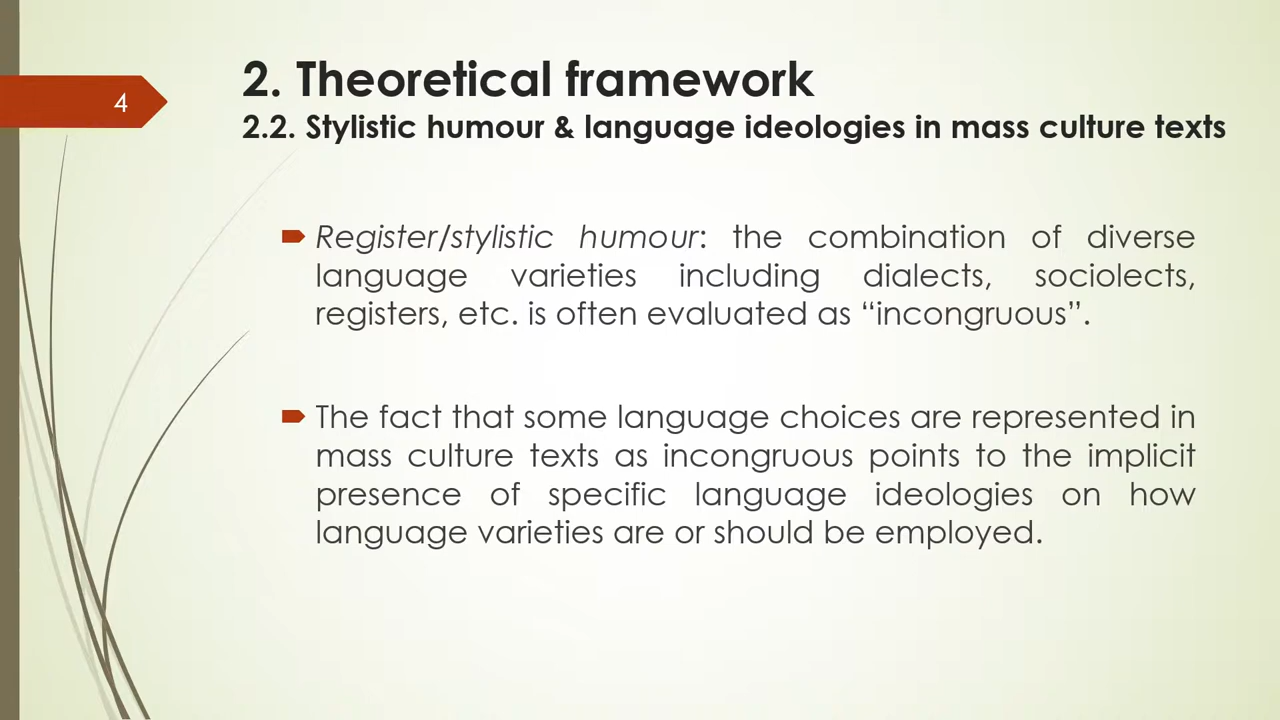 4
2. Theoretical framework
2.2. Stylistic humour & language ideologies in mass culture texts
Register/stylistic humour: the combination of diverse
language varieties including dialects, sociolects,
registers, etc. is often evaluated as “incongruous”.
The fact that some language choices are represented in
mass culture texts as incongruous points to the implicit
presence of specific language ideologies on how
language varieties are or should be employed.